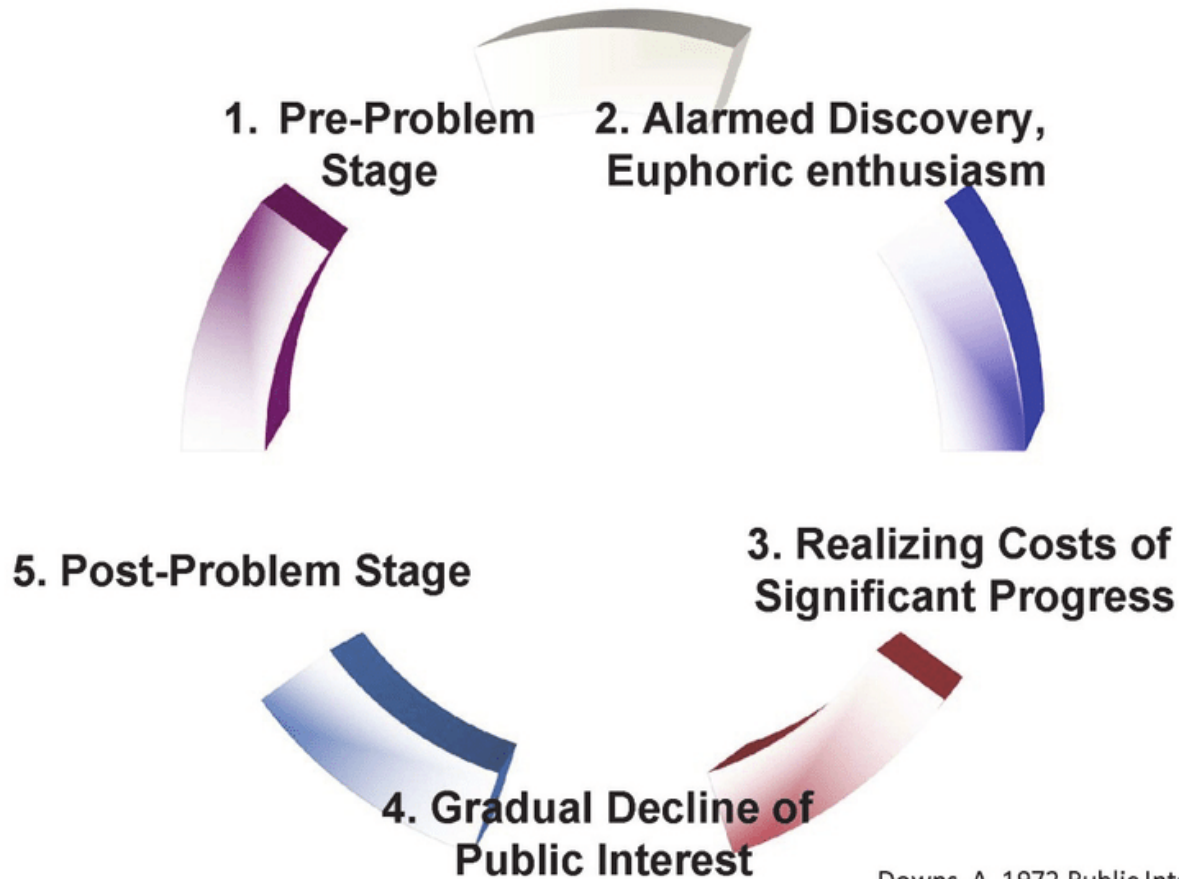 1. Pre-Problem
Stage
2. Alarmed Discovery,
Euphoric enthusiasm
3. Realizing Costs of
Significant Progress
4. Gradual Decline of
Public Interest
5. Post-Problem Stage
Downs, A. 1972 Public